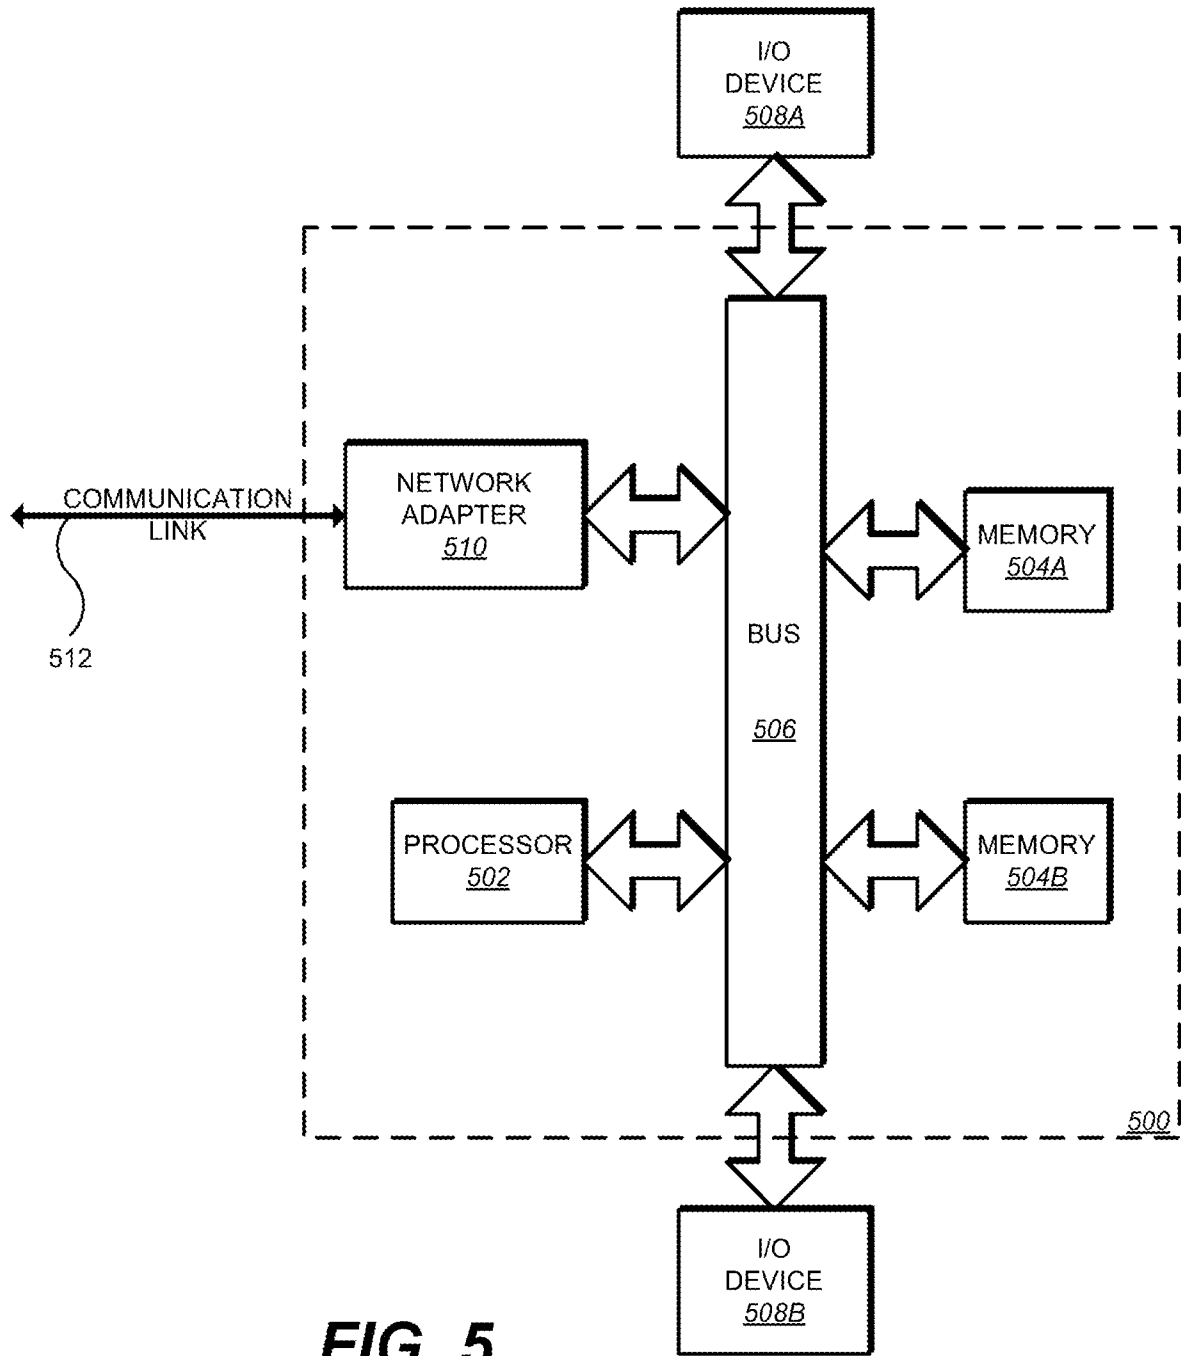 I/O
DEVICE
508A
COMMUNICATION
LINK
512
NETWORK
ADAPTER
510
MEMORY
504A
BUS
506
PROCESSOR
502
MEMORY
504B
500
I/O
DEVICE
508B
FIG. 5